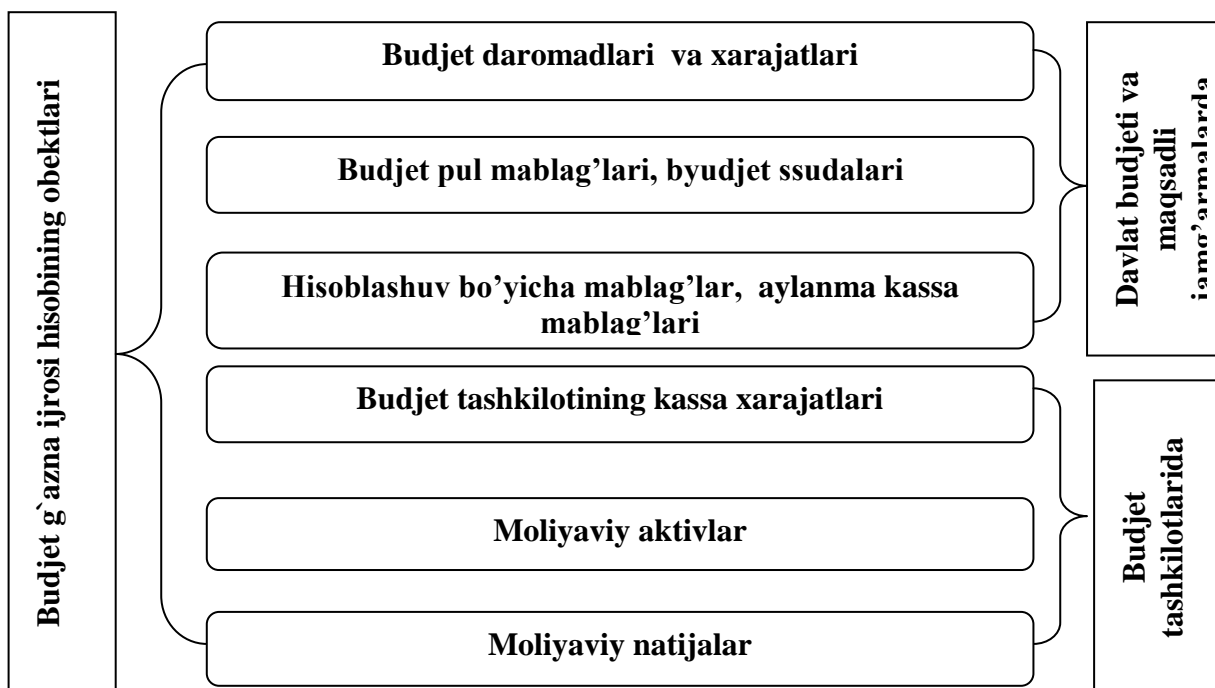 Budjet g`azna ijrosi hisobining obektlari
Budjet daromadlari va xarajatlari
Budjet pul mablag’lari, byudjet ssudalari
Hisoblashuv bo’yicha mablag’lar, aylanma kassa
mablag’lari
Budjet tashkilotining kassa xarajatlari
Moliyaviy aktivlar
Moliyaviy natijalar
Davlat budjeti va
maqsadli
jamg’armalarda
Budjet
tashkilotlarida